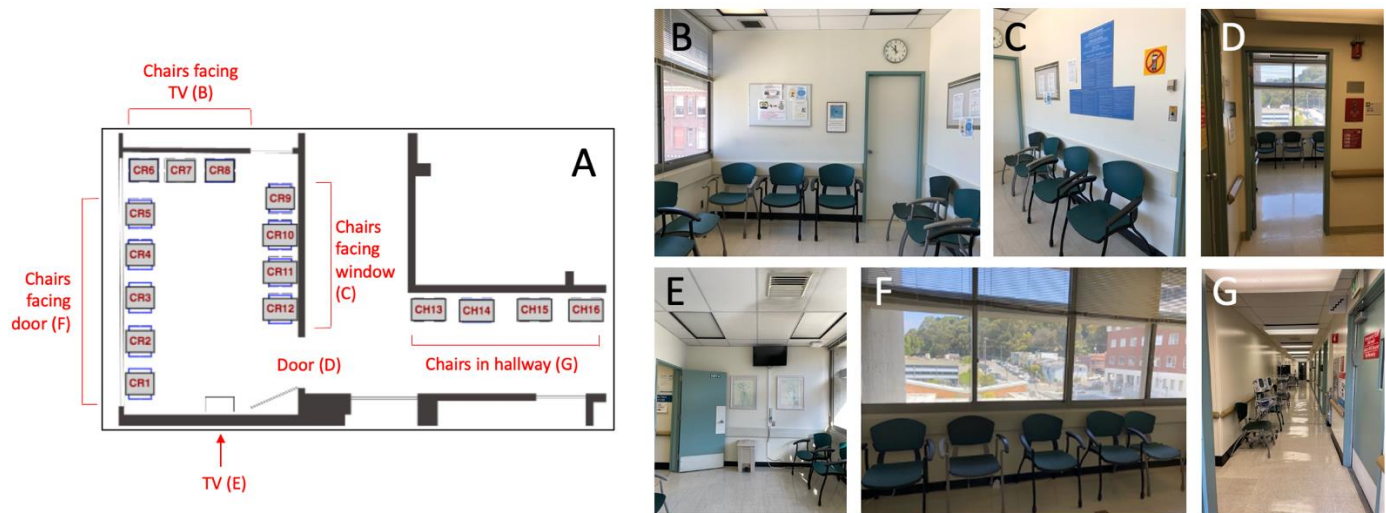 Chairs facing
TV (B)
A
CR6 CR7 CR8
CR5
CR4
CR3
CR2
CR1
CR9
CR10
CR11
CR12
Chairs
facing
door (F)
Chairs
facing
window
(C)
CH13 CH14 CH15 CH16
Door (D)
Chairs in hallway (G)
TV (E)
B
C
D
E
F
G